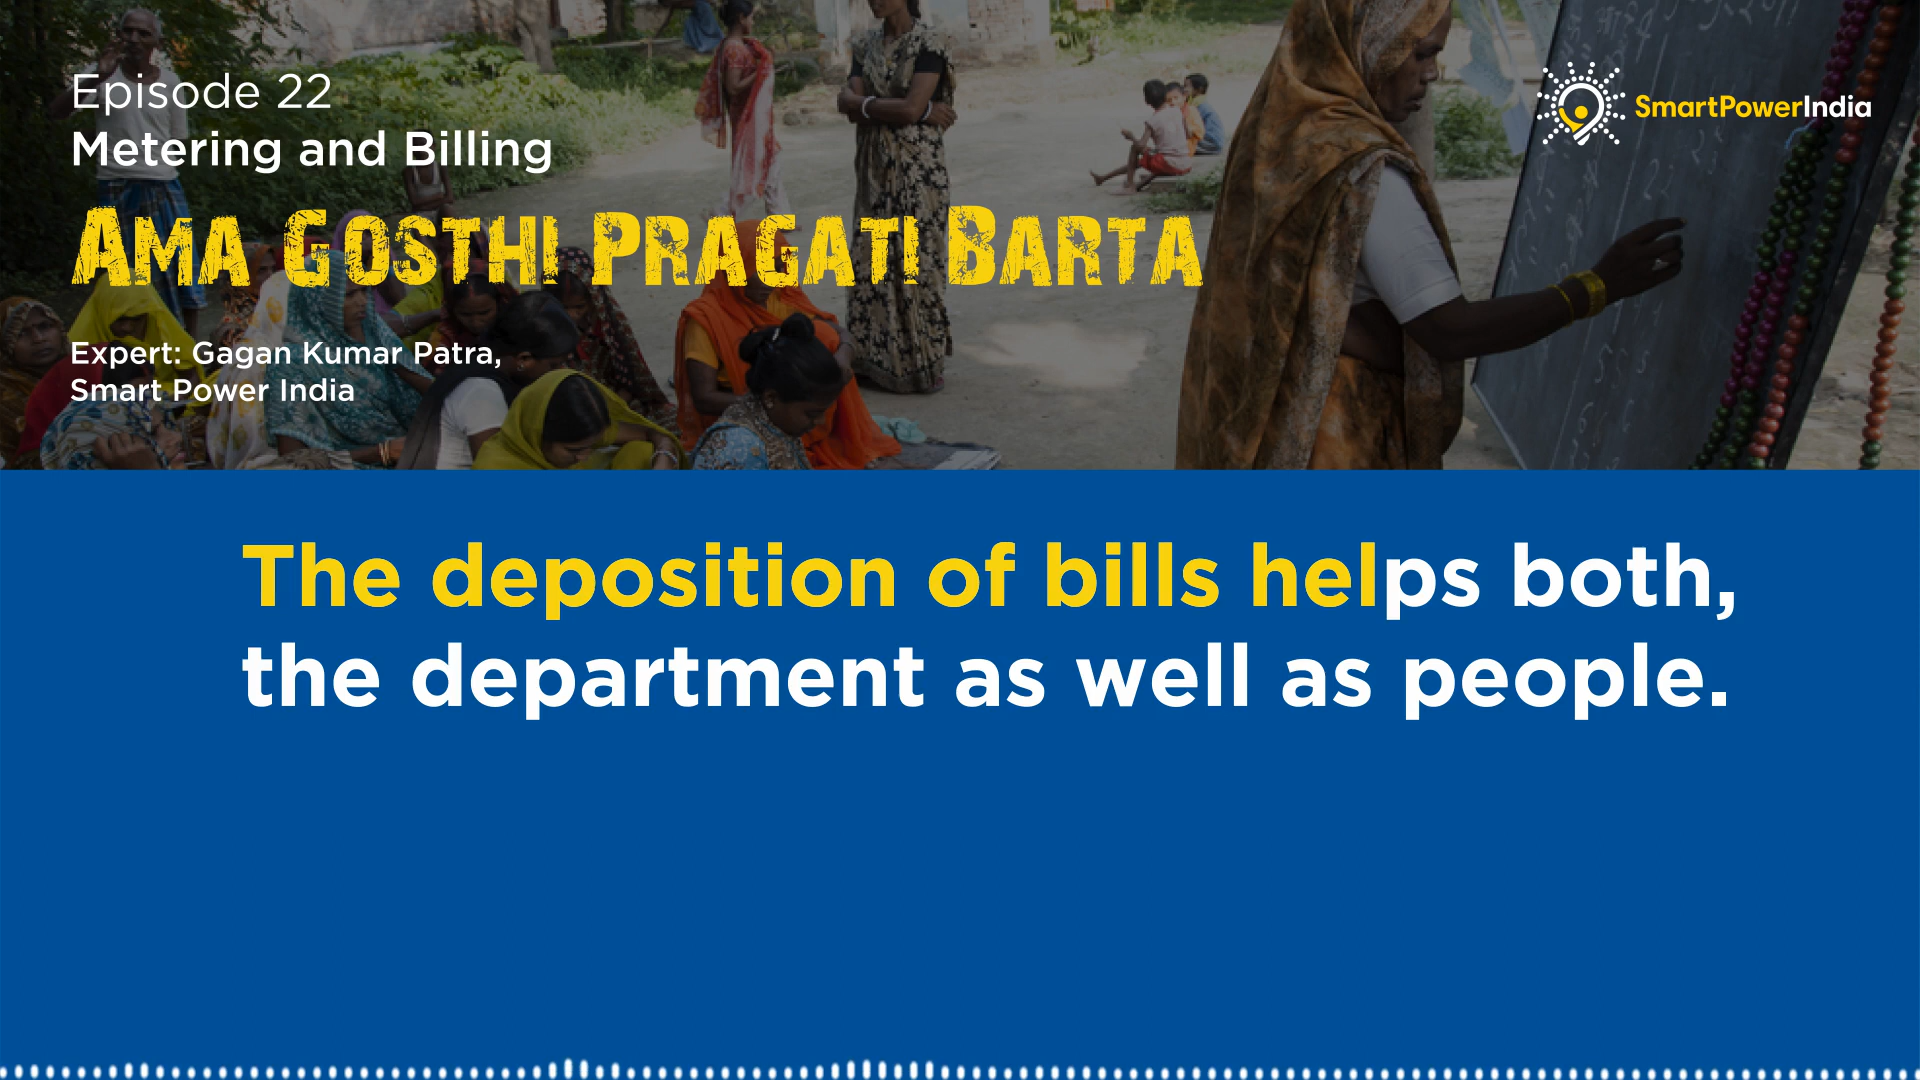 Episode 22
Metering and Billing
SmartPowerIndia
AMA GOSTHI PRAGATI BARTA
Expert: Gagan Kumar Patra,
Smart Power India
The deposition of bills helps both,
the department as well as people.